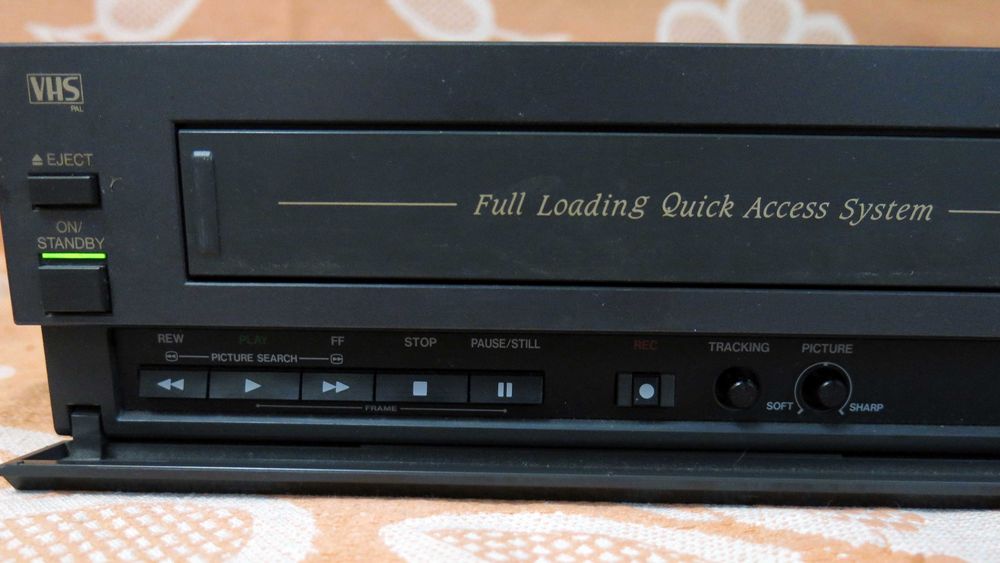 VHS
PAL
EJECT
ON/
STANDBY
Full Loading Quick Access System
REW PLAY FF STOP PAUSE/STILL REC TRACKING PICTURE
PICTURE SEARCH
SOFT SHARP
FRAME